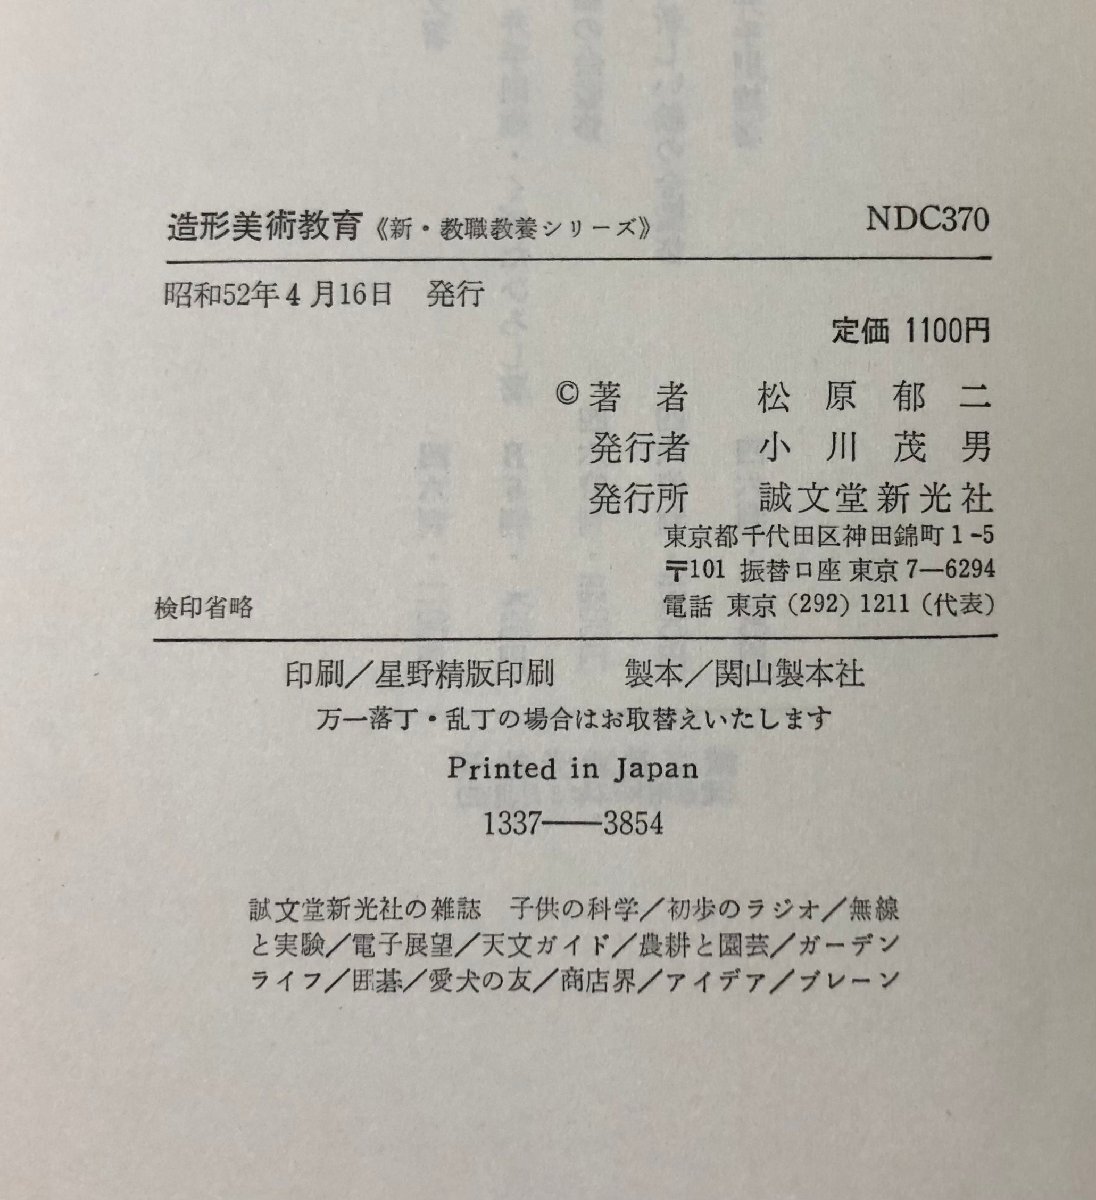 造形美術教育《新・教職教養シリーズ》 NDC370
昭和52年4月16日 発行
定価 1100円
©著者 松原郁二
発行者 小川茂男
発行所 誠文堂新光社
東京都千代田区神田錦町1-5
〒101 振替口座 東京7—6294
検印省略 電話 東京(292)1211(代表)
印刷/星野精版印刷 製本/関山製本社
万一落丁・乱丁の場合はお取替えいたします
Printed in Japan
1337——3854
誠文堂新光社の雑誌 子供の科学/初歩のラジオ/無線
と実験/電子展望/天文ガイド/農耕と園芸/ガーデン
ライフ/囲碁/愛犬の友/商店界/アイデア/ブレーン